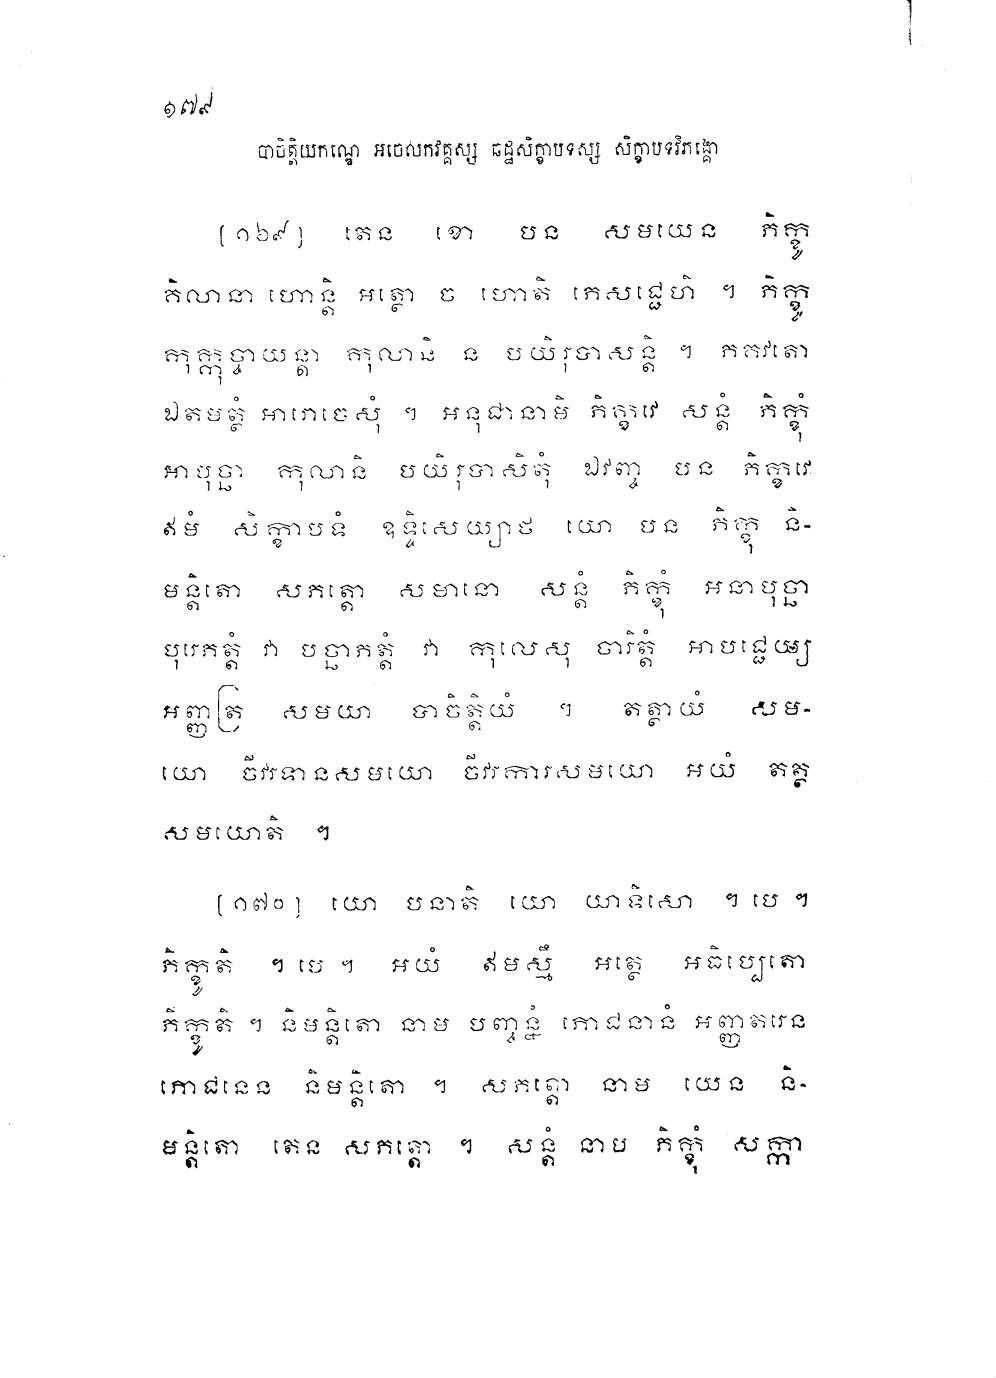 ១៧៩
បាចិត្តិយកណ្ឌេ អចេលកវគ្គស្ស ឆដ្ឋសិក្ខាបទស្ស សិក្ខាបទវិភង្គោ
[១៦៩] តេន ខោ បន សមយេន ភិក្ខូ
គិលានា ហោន្តិ អត្ថោ ច ហោតិ ភេសជ្ជេហិ ។ ភិក្ខូ
កុក្កុច្ចាយន្តា កុលានិ ន បយិរុបាសន្តិ ។ ភគវតោ
ឯតមត្ថំ អារោចេសុំ ។ អនុជានាមិ ភិក្ខវេ សន្តំ ភិក្ខុំ
អាបុច្ឆា កុលានិ បយិរុបាសិតុំ ឯវញ្ច បន ភិក្ខវេ
ឥមំ សិក្ខាបទំ ឧទ្ទិសេយ្យាថ យោ បន ភិក្ខុ និ-
មន្តិតោ សភត្តោ សមានោ សន្តំ ភិក្ខុំ អនាបុច្ឆា
បុរេភត្តំ វា បច្ឆាភត្តំ វា កុលេសុ ចារិត្តំ អាបជ្ជេយ្យ
អញ្ញត្រ សមយា បាចិត្តិយំ ។ តត្ថាយំ សម-
យោ ចីវរទានសមយោ ចីវរការសមយោ អយំ តត្ថ
សមយោតិ ។
[១៧០] យោ បនាតិ យោ យាទិសោ ។ បេ ។
ភិក្ខូតិ ។ បេ ។ អយំ ឥមស្មឹ អត្ថេ អធិប្បេតោ
ភិក្ខូតិ ។ និមន្តិតោ នាម បញ្ចន្នំ ភោជនានំ អញ្ញតរេន
ភោជនេន និមន្តិតោ ។ សភត្តោ នាម យេន និ-
មន្តិតោ តេន សភត្តោ ។ សន្តំ នាម ភិក្ខុំ សក្កា